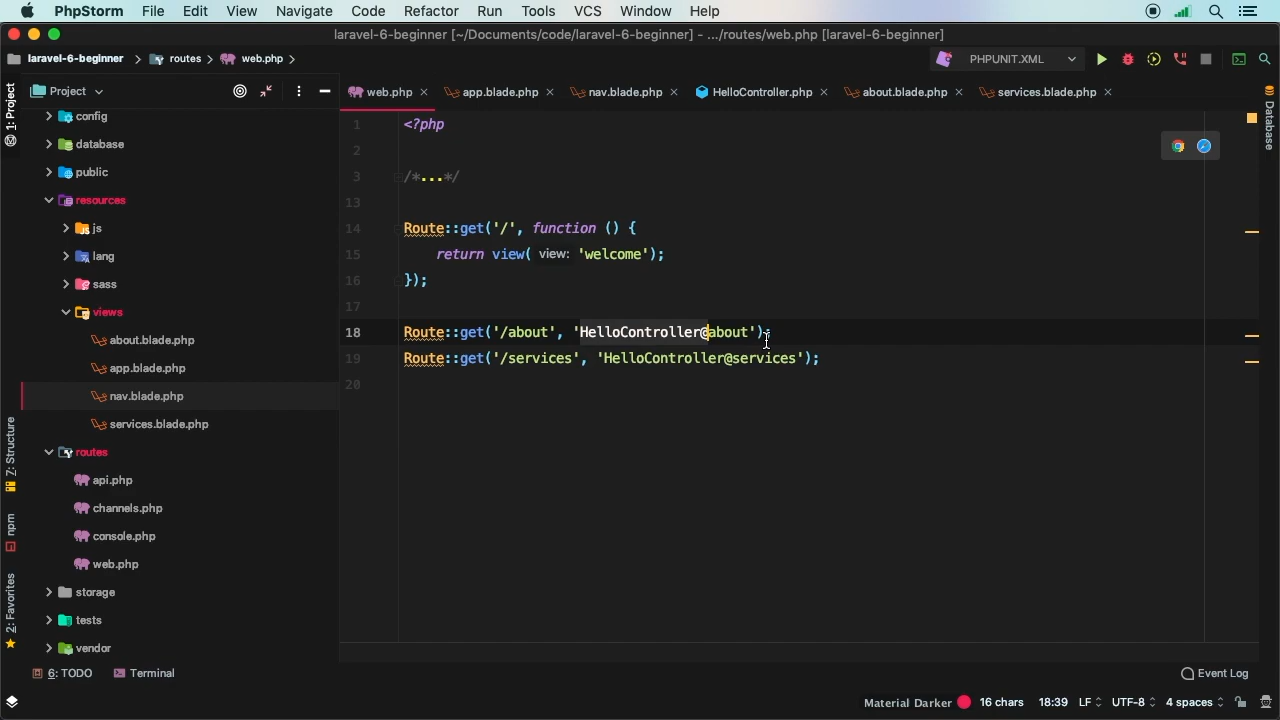 PhpStorm File Edit View Navigate Code Refactor Run Tools VCS Window Help
laravel-6-beginner [~/Documents/code/laravel-6-beginner] - .../routes/web.php [laravel-6-beginner]
laravel-6-beginner routes web.php PHPUNIT.XML
Project web.php app.blade.php nav.blade.php HelloController.php about.blade.php services.blade.php
1: Project
7: Structure
npm
2: Favorites
Database
config
database
public
resources
js
lang
sass
views
about.blade.php
app.blade.php
nav.blade.php
services.blade.php
routes
api.php
channels.php
console.php
web.php
storage
tests
vendor
1 <?php
2
3 /*...*/
13
14 Route::get('/', function () {
15 return view( view: 'welcome');
16 });
17
18 Route::get('/about', 'HelloController@about');
19 Route::get('/services', 'HelloController@services');
20
6: TODO Terminal Event Log
Material Darker 16 chars 18:39 LF UTF-8 4 spaces